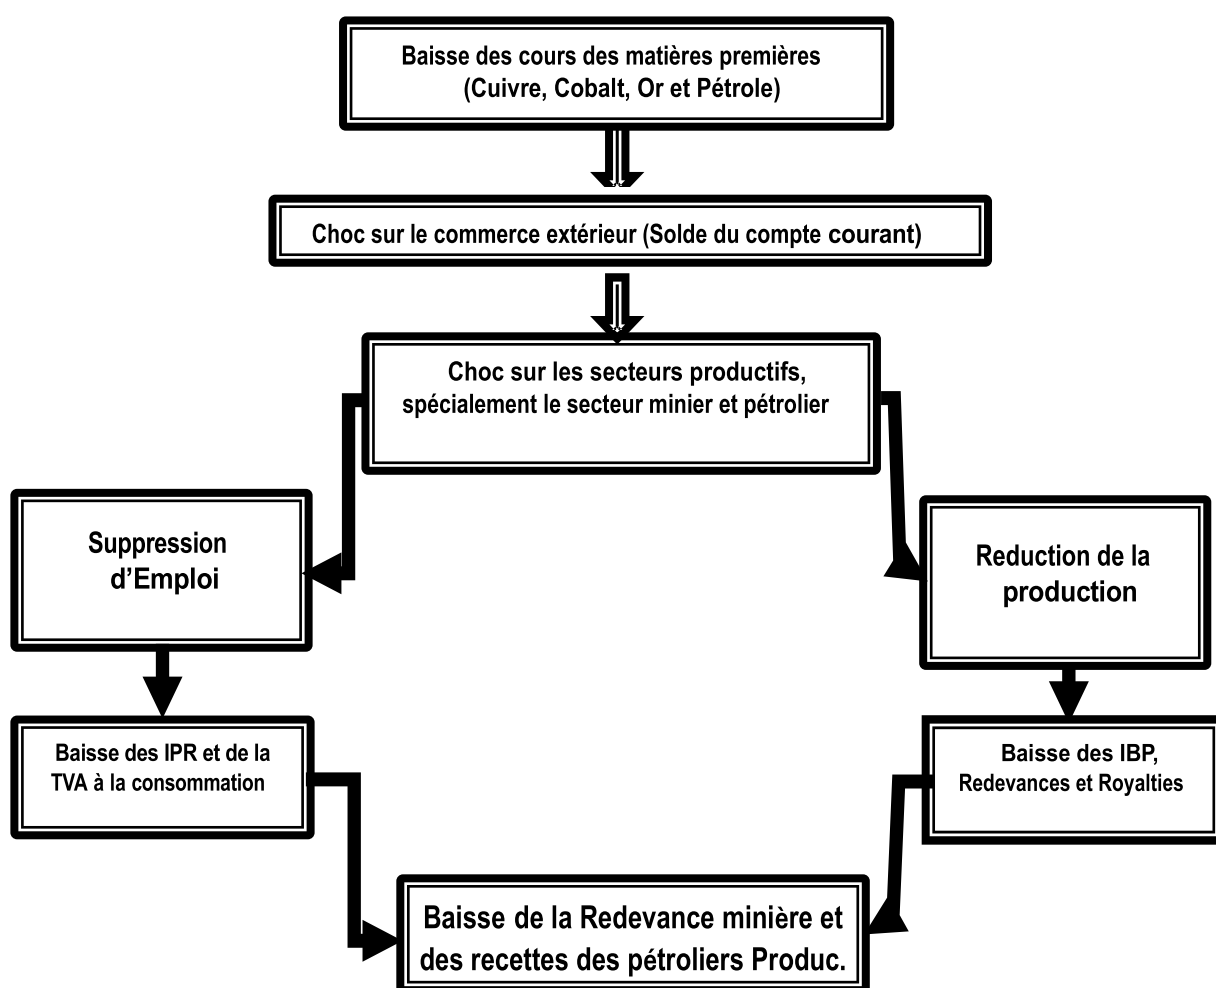 Baisse des cours des matières premières
(Cuivre, Cobalt, Or et Pétrole)
Choc sur le commerce extérieur (Solde du compte courant)
Choc sur les secteurs productifs,
spécialement le secteur minier et pétrolier
Suppression
d’Emploi
Reduction de la
production
Baisse des IPR et de la
TVA à la consommation
Baisse des IBP,
Redevances et Royalties
Baisse de la Redevance minière et
des recettes des pétroliers Produc.